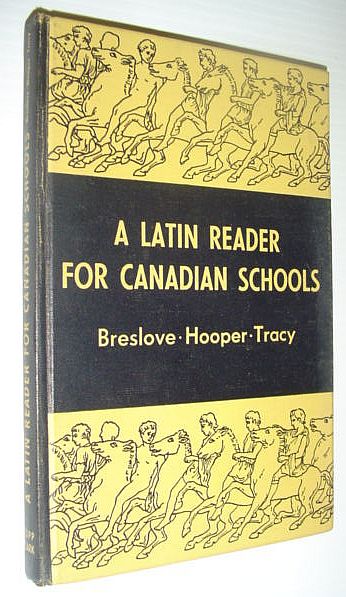 A LATIN READER
FOR CANADIAN SCHOOLS
Breslove·Hooper·Tracy
A LATIN READER FOR CANADIAN SCHOOLS